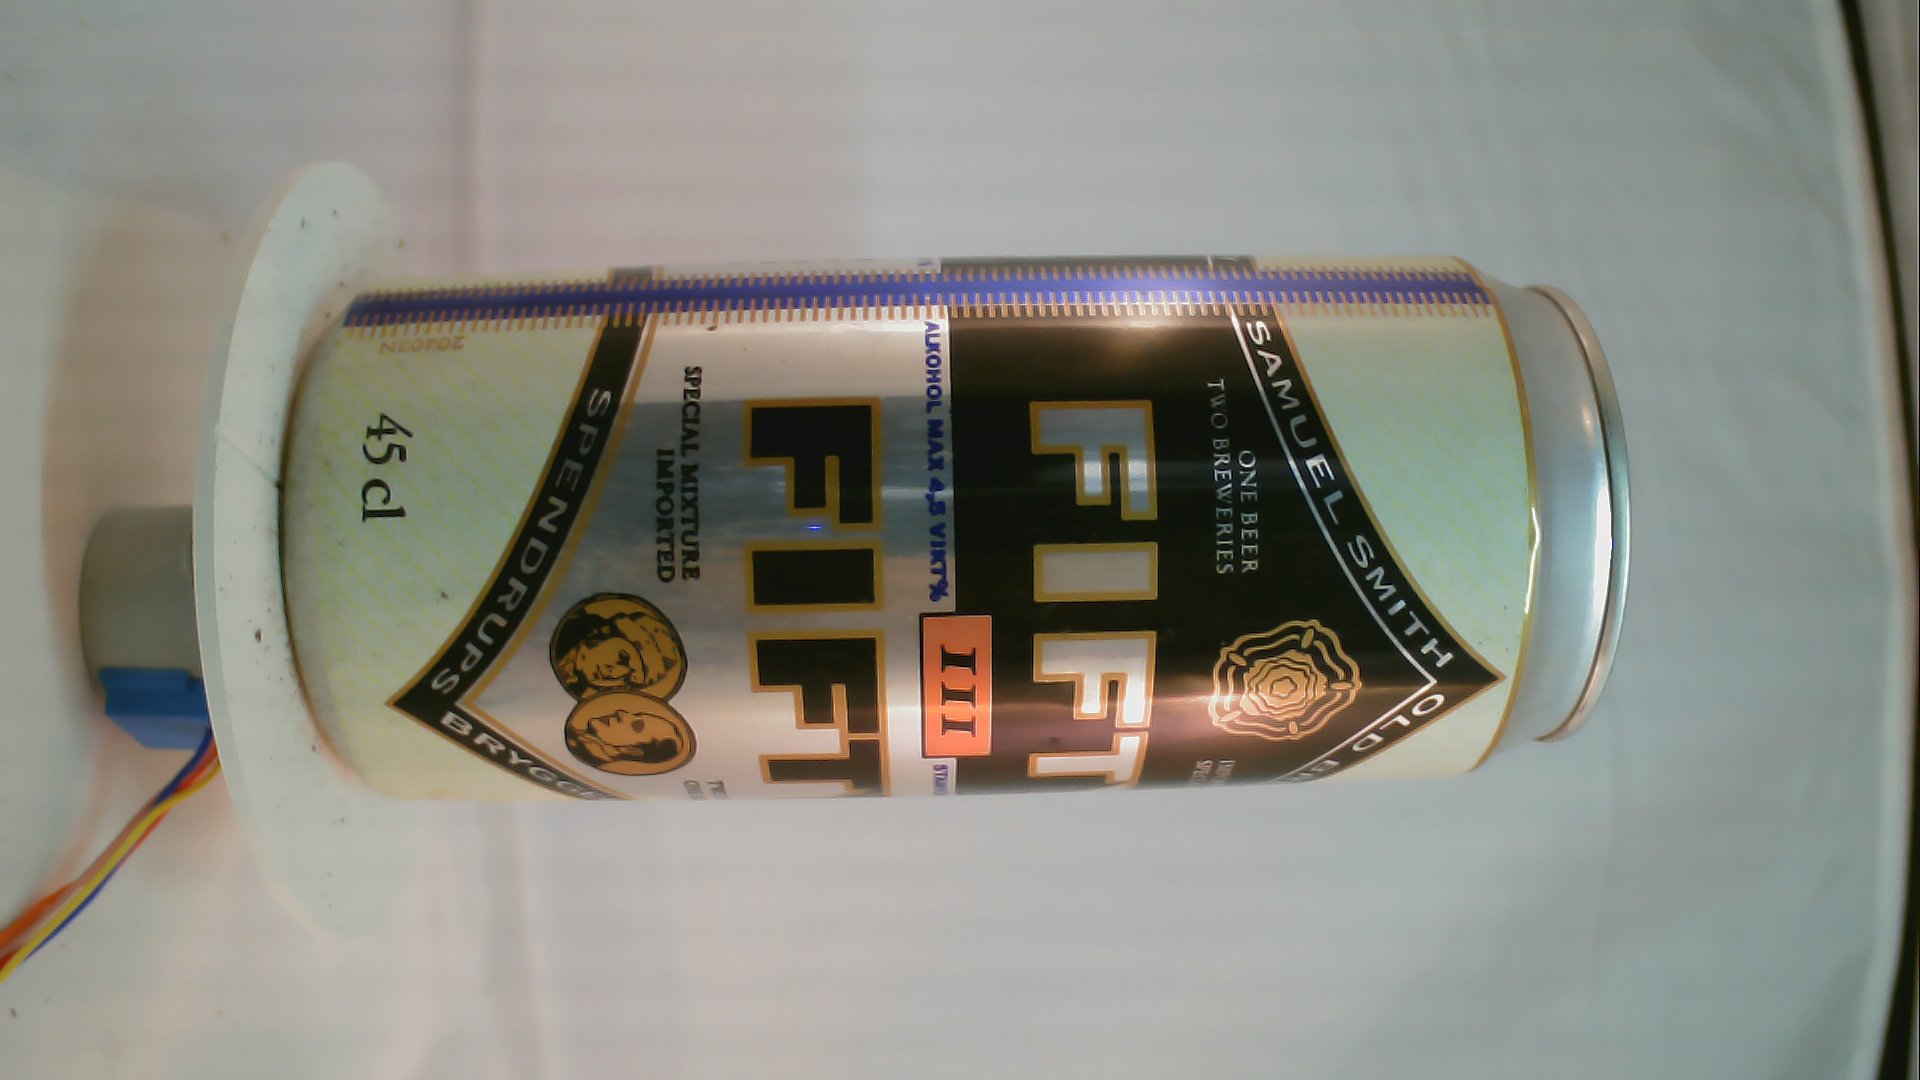 SAMUEL SMITH
OLD
ONE BEER
TWO BREWERIES
FIFT
III
ALKOHOL MAX 4,5 VIKT%
FIFT
SPECIAL MIXTURE
IMPORTED
SPENDRUPS
45 cl
20403N